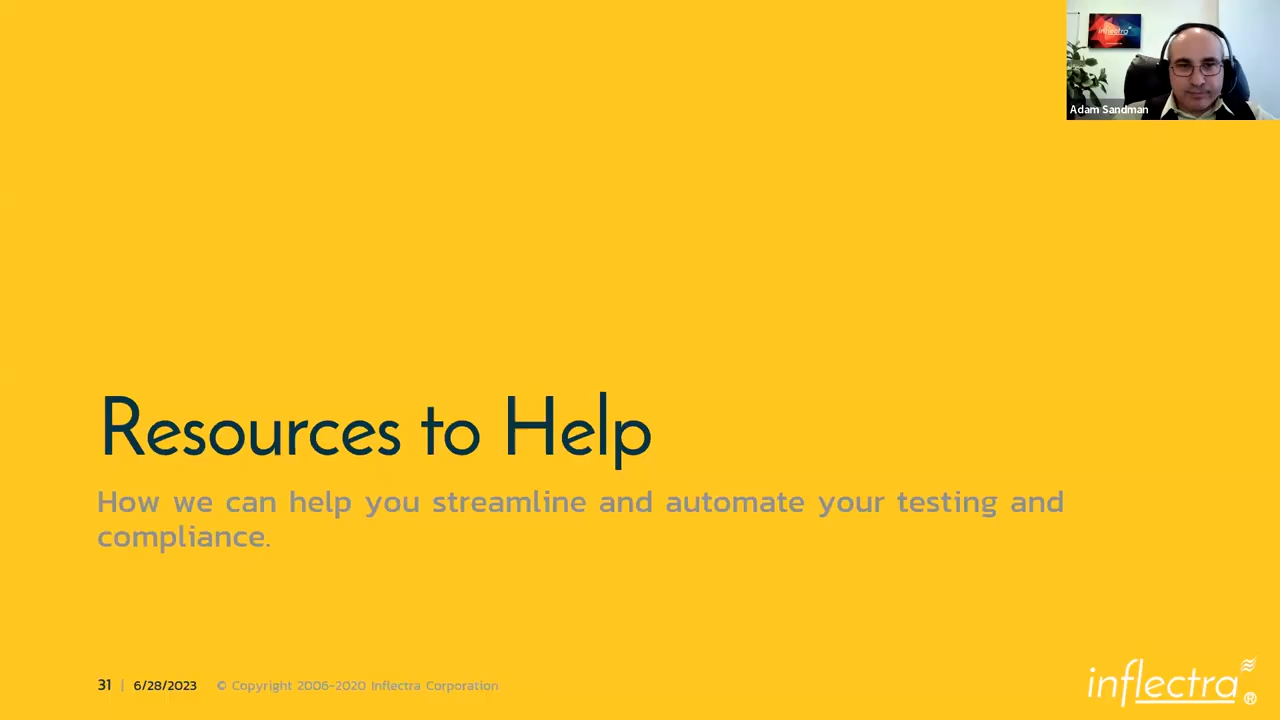 inflectra
Adam Sandman
Resources to Help
How we can help you streamline and automate your testing and
compliance.
31 | 6/28/2023 © Copyright 2006-2020 Inflectra Corporation
inflectra®